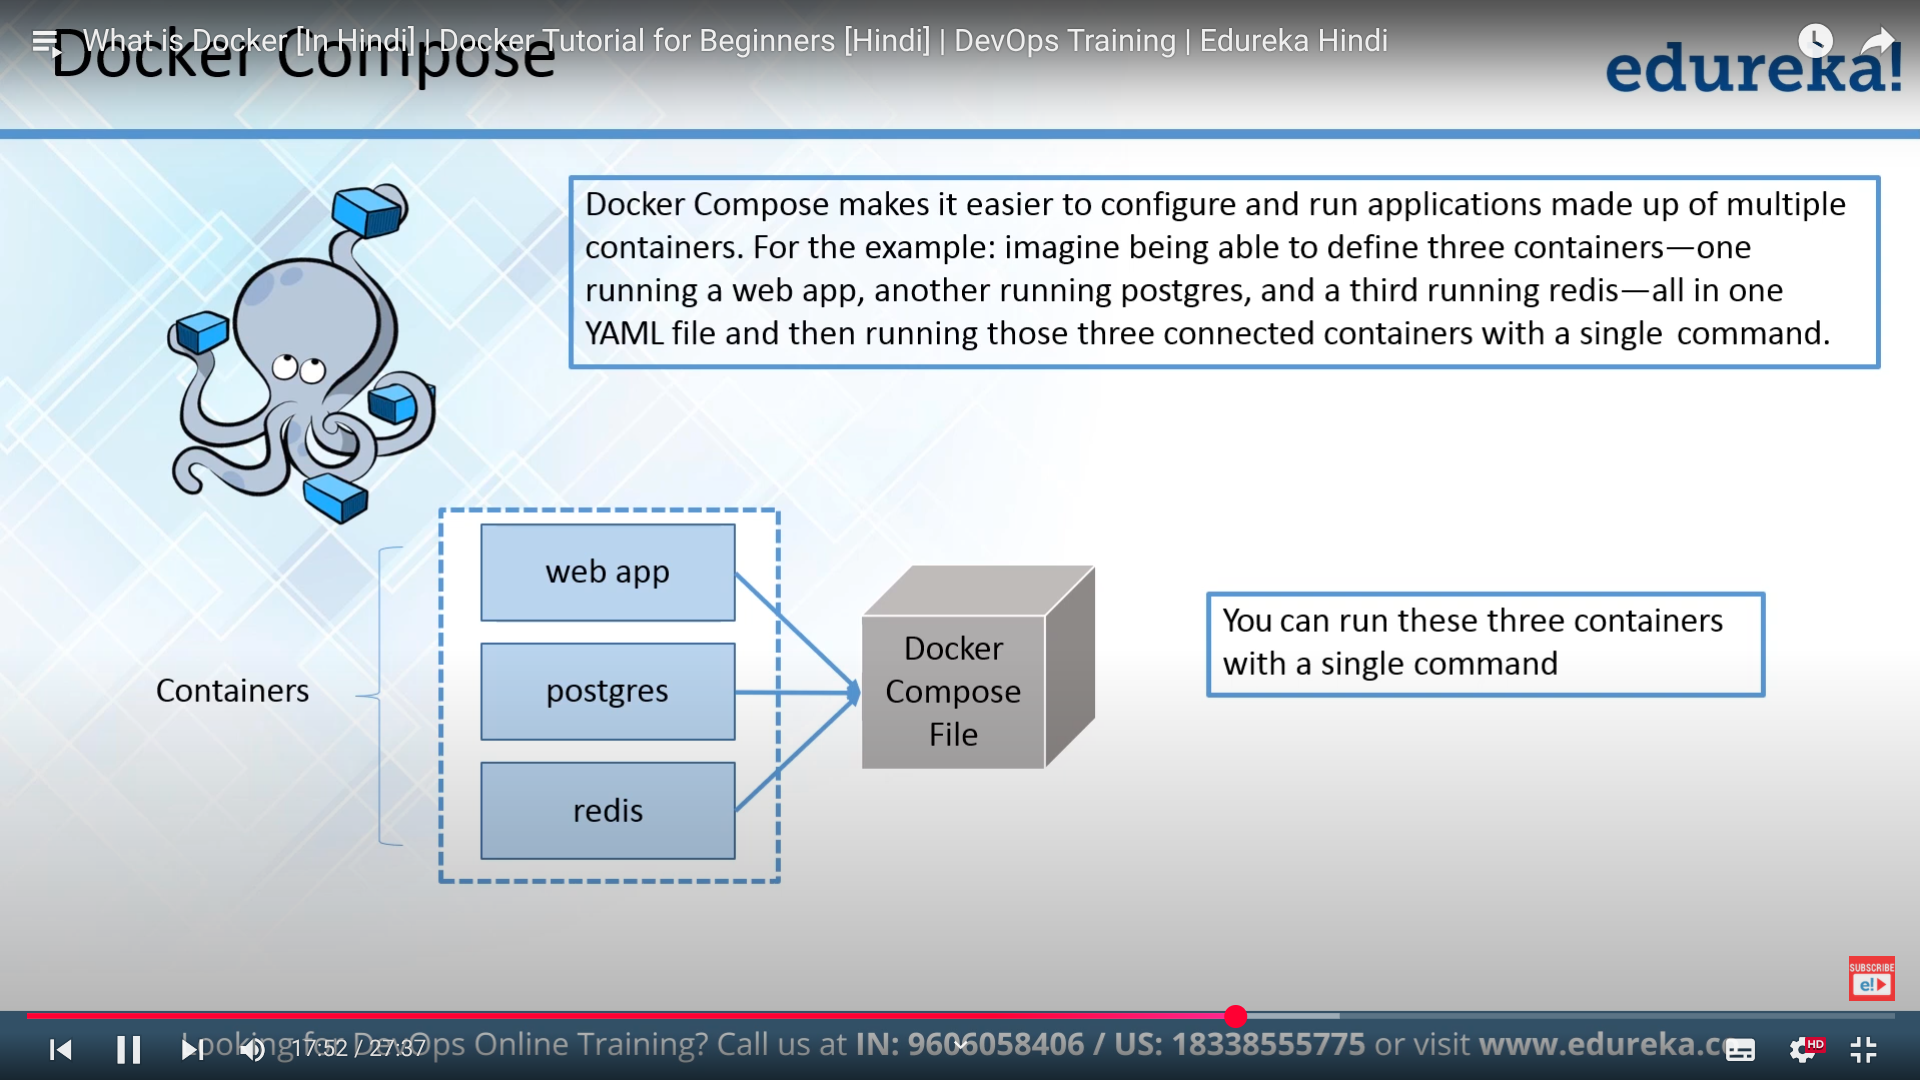 What is Docker [In Hindi] | Docker Tutorial for Beginners [Hindi] | DevOps Training | Edureka Hindi
Docker Compose
edureka!
Docker Compose makes it easier to configure and run applications made up of multiple
containers. For the example: imagine being able to define three containers—one
running a web app, another running postgres, and a third running redis—all in one
YAML file and then running those three connected containers with a single command.
web app
postgres
redis
Containers
Docker
Compose
File
You can run these three containers
with a single command
SUBSCRIBE
e!
Looking for DevOps Online Training? Call us at IN: 9606058406 / US: 18338555775 or visit www.edureka.co
17:52 / 27:37
HD